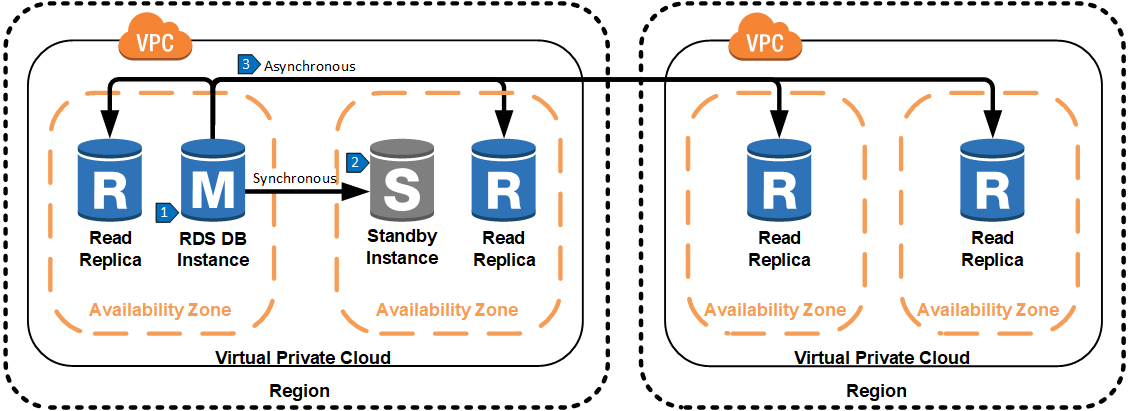 VPC
VPC
3 Asynchronous
R
M
Synchronous
2
S
R
R
R
1
Read
Replica
RDS DB
Instance
Standby
Instance
Read
Replica
Read
Replica
Read
Replica
Availability Zone
Availability Zone
Availability Zone
Availability Zone
Virtual Private Cloud
Virtual Private Cloud
Region
Region